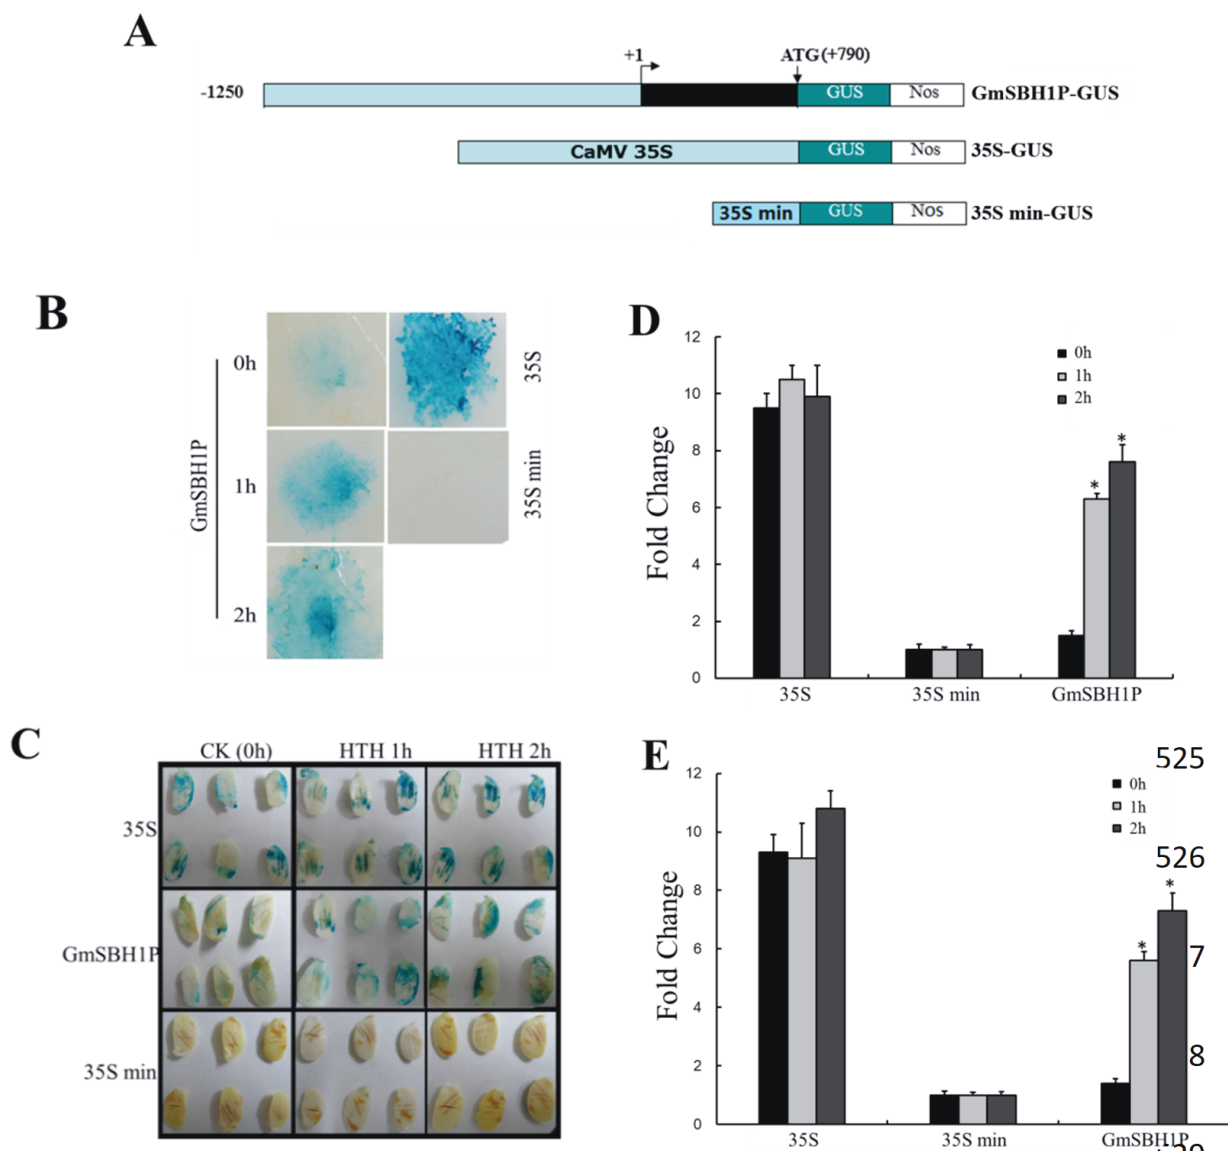 A
+1
ATG(+790)
-1250
GUS
Nos
GmSBH1P-GUS
CaMV 35S
GUS
Nos
35S-GUS
35S min
GUS
Nos
35S min-GUS
B
GmSBH1P
0h
1h
2h
35S
35S min
C
CK (0h)
HTH 1h
HTH 2h
35S
GmSBH1P
35S min
D
Fold Change
12
10
8
6
4
2
0
0h
1h
2h
*
*
35S
35S min
GmSBH1P
E
Fold Change
12
10
8
6
4
2
0
0h
1h
2h
*
*
35S
35S min
GmSBH1P
525
526
7
8